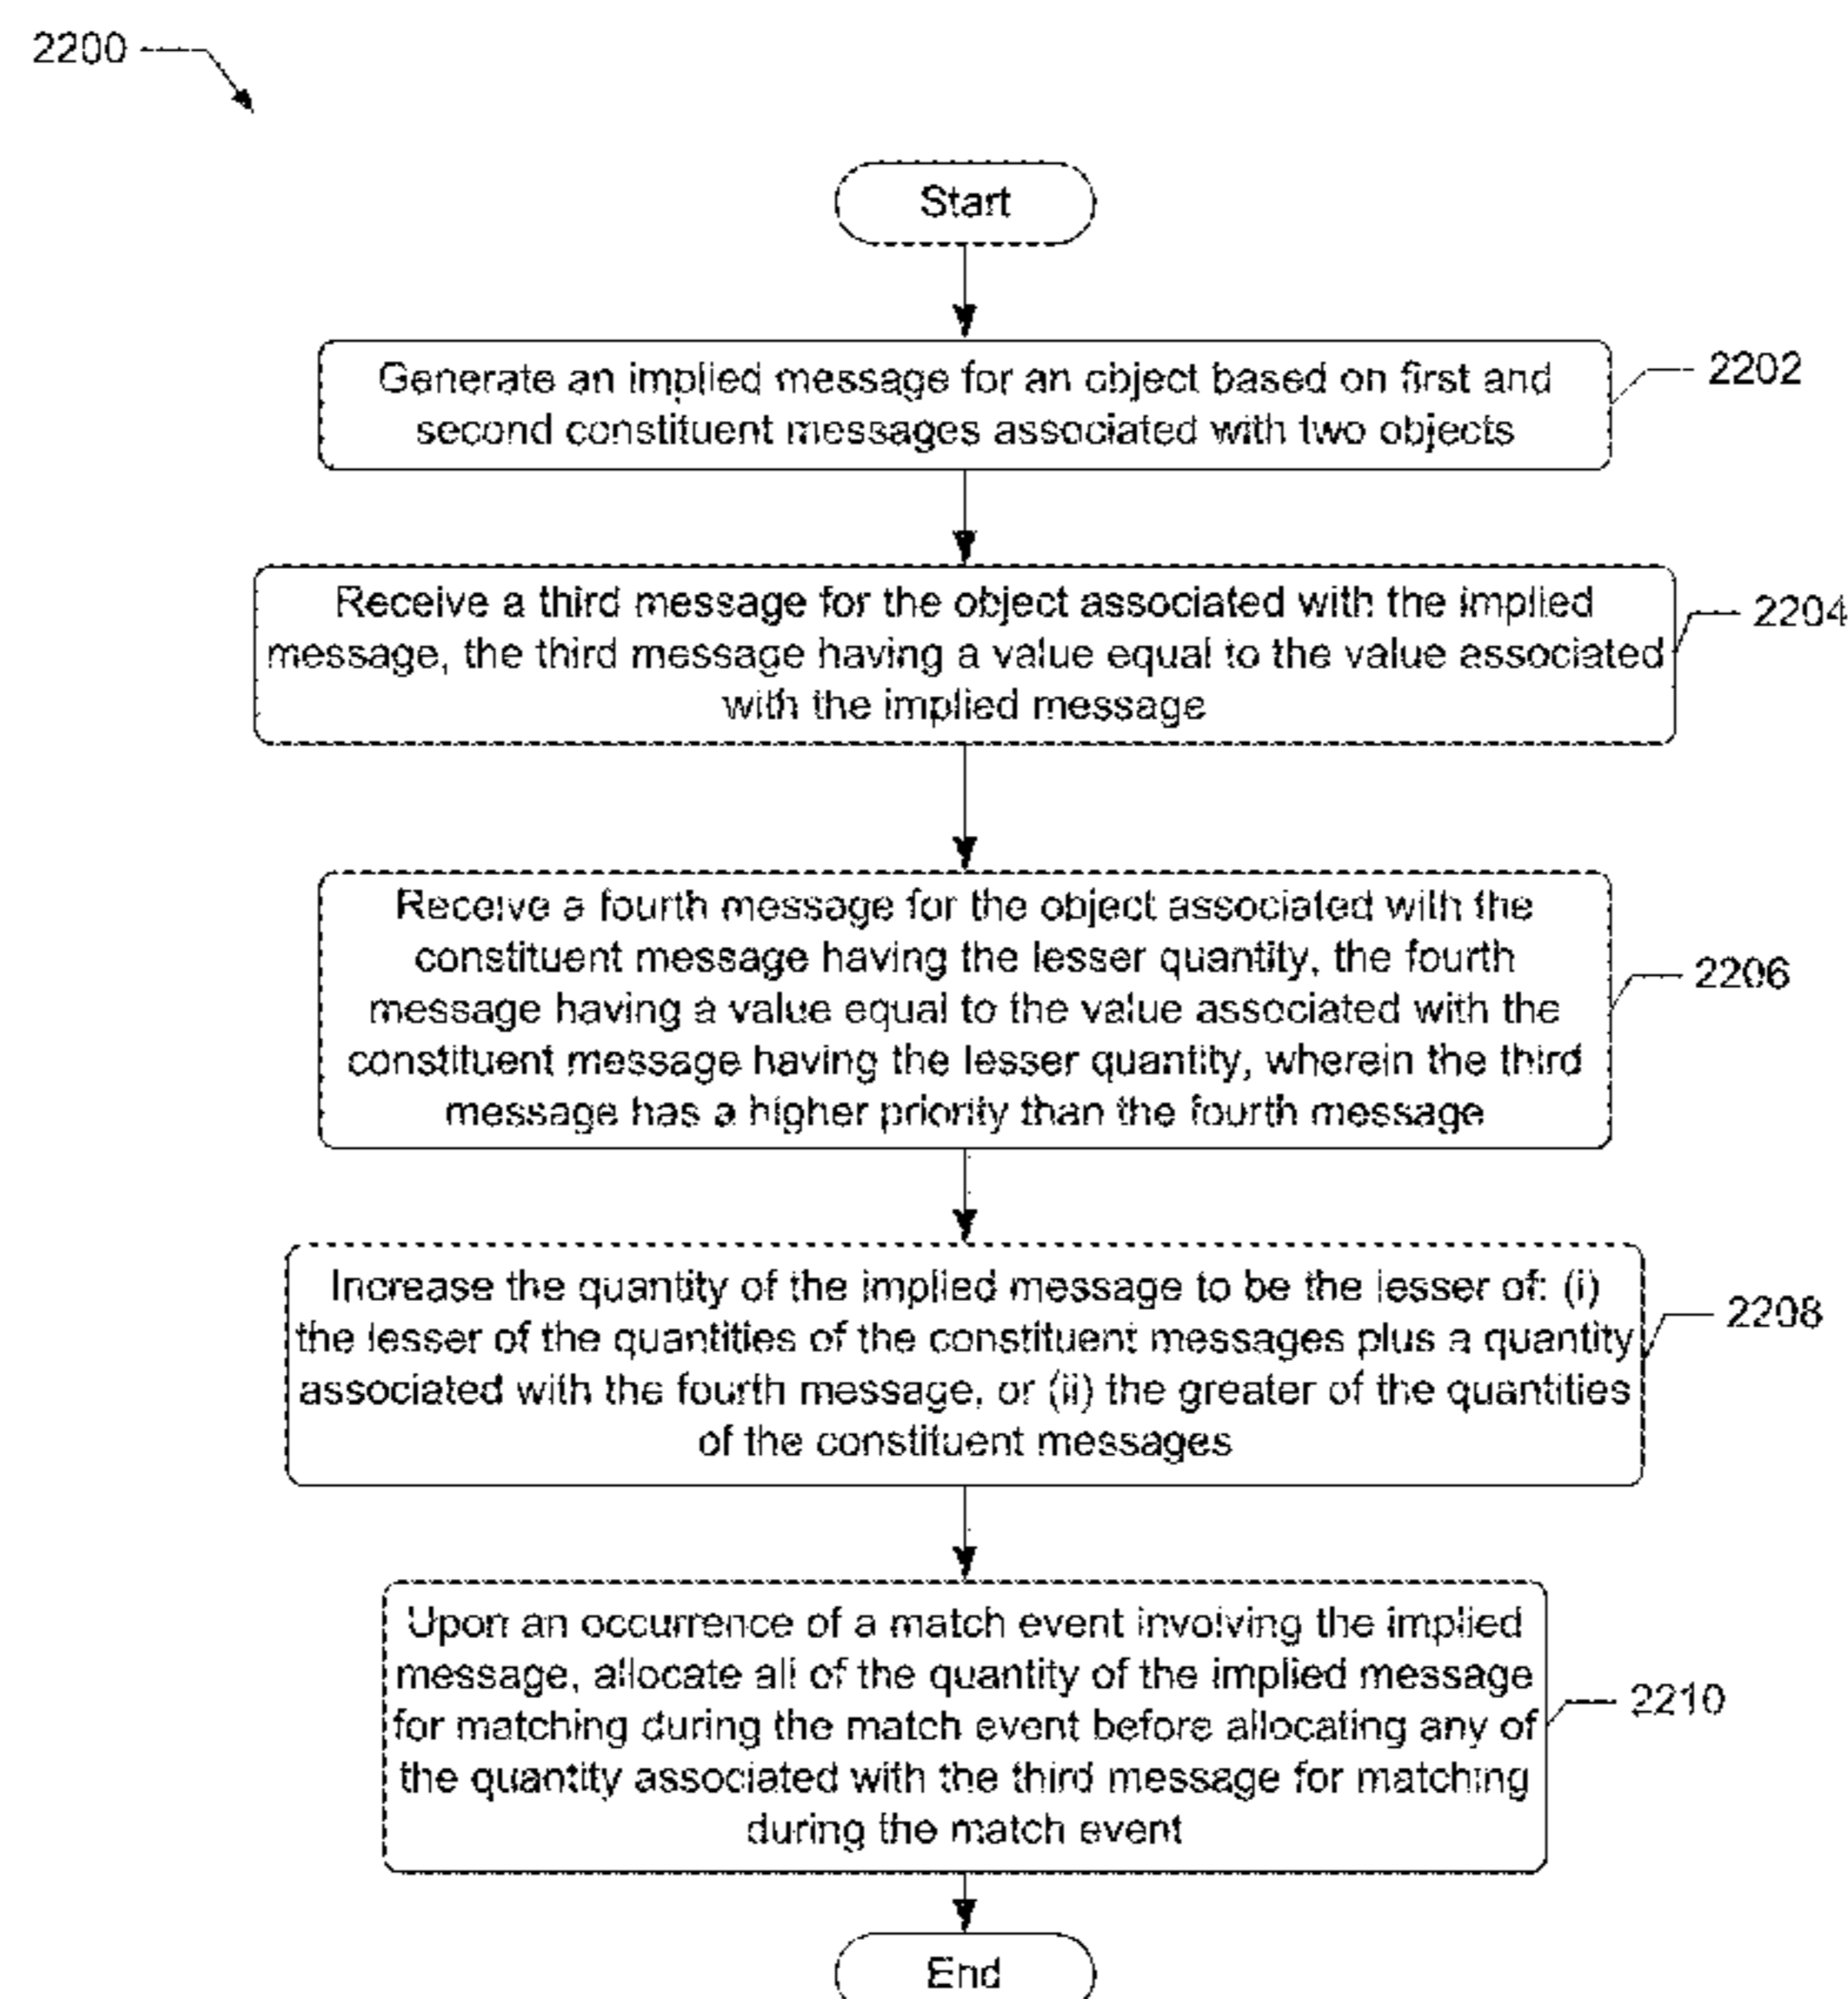 2200
Start
Generate an implied message for an object based on first and
second constituent messages associated with two objects
2202
Receive a third message for the object associated with the implied
message, the third message having a value equal to the value associated
with the implied message
2204
Receive a fourth message for the object associated with the
constituent message having the lesser quantity, the fourth
message having a value equal to the value associated with the
constituent message having the lesser quantity, wherein the third
message has a higher priority than the fourth message
2206
Increase the quantity of the implied message to be the lesser of: (i)
the lesser of the quantities of the constituent messages plus a quantity
associated with the fourth message, or (ii) the greater of the quantities
of the constituent messages
2208
Upon an occurrence of a match event involving the implied
message, allocate all of the quantity of the implied message
for matching during the match event before allocating any of
the quantity associated with the third message for matching
during the match event
2210
End